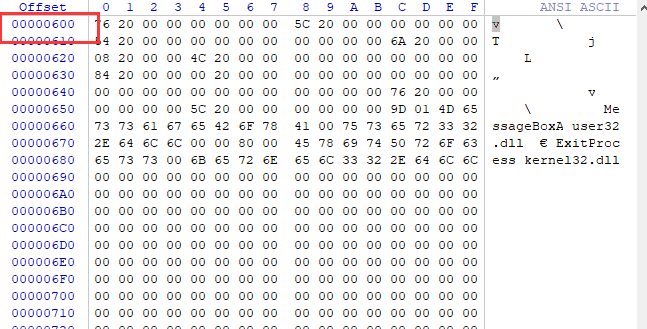 Offset 0 1 2 3 4 5 6 7 8 9 A B C D E F ANSI ASCII
00000600 76 20 00 00 00 00 00 00 5C 20 00 00 00 00 00 00 v \
00000610 54 20 00 00 00 00 00 00 00 00 00 00 6A 20 00 00 T j
00000620 08 20 00 00 4C 20 00 00 00 00 00 00 00 00 00 00 L
00000630 84 20 00 00 00 20 00 00 00 00 00 00 00 00 00 00 „
00000640 00 00 00 00 00 00 00 00 00 00 00 00 76 20 00 00 v
00000650 00 00 00 00 5C 20 00 00 00 00 00 00 9D 01 4D 65 \ Me
00000660 73 73 61 67 65 42 6F 78 41 00 75 73 65 72 33 32 ssageBoxA user32
00000670 2E 64 6C 6C 00 00 80 00 45 78 69 74 50 72 6F 63 .dll € ExitProc
00000680 65 73 73 00 6B 65 72 6E 65 6C 33 32 2E 64 6C 6C ess kernel32.dll
00000690 00 00 00 00 00 00 00 00 00 00 00 00 00 00 00 00
000006A0 00 00 00 00 00 00 00 00 00 00 00 00 00 00 00 00
000006B0 00 00 00 00 00 00 00 00 00 00 00 00 00 00 00 00
000006C0 00 00 00 00 00 00 00 00 00 00 00 00 00 00 00 00
000006D0 00 00 00 00 00 00 00 00 00 00 00 00 00 00 00 00
000006E0 00 00 00 00 00 00 00 00 00 00 00 00 00 00 00 00
000006F0 00 00 00 00 00 00 00 00 00 00 00 00 00 00 00 00
00000700 00 00 00 00 00 00 00 00 00 00 00 00 00 00 00 00
00000710 00 00 00 00 00 00 00 00 00 00 00 00 00 00 00 00